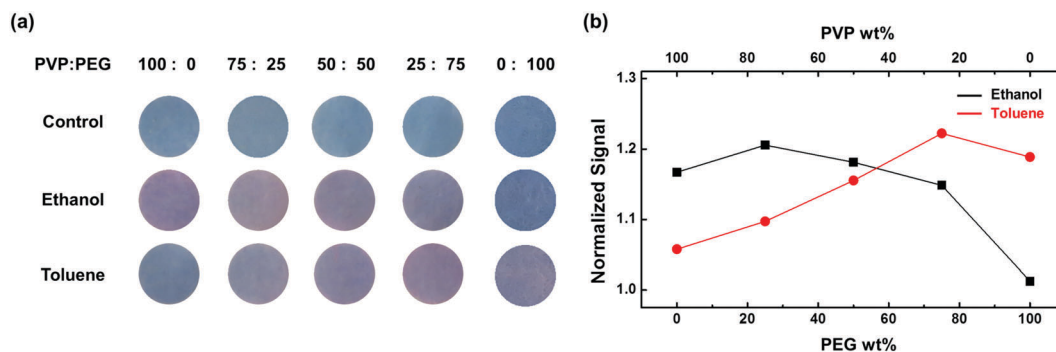 (a)
PVP:PEG 100 : 0 75 : 25 50 : 50 25 : 75 0 : 100
Control
Ethanol
Toluene
(b)
PVP wt%
100 80 60 40 20 0
Normalized Signal
1.3
1.2
1.1
1.0
Ethanol
Toluene
0 20 40 60 80 100
PEG wt%